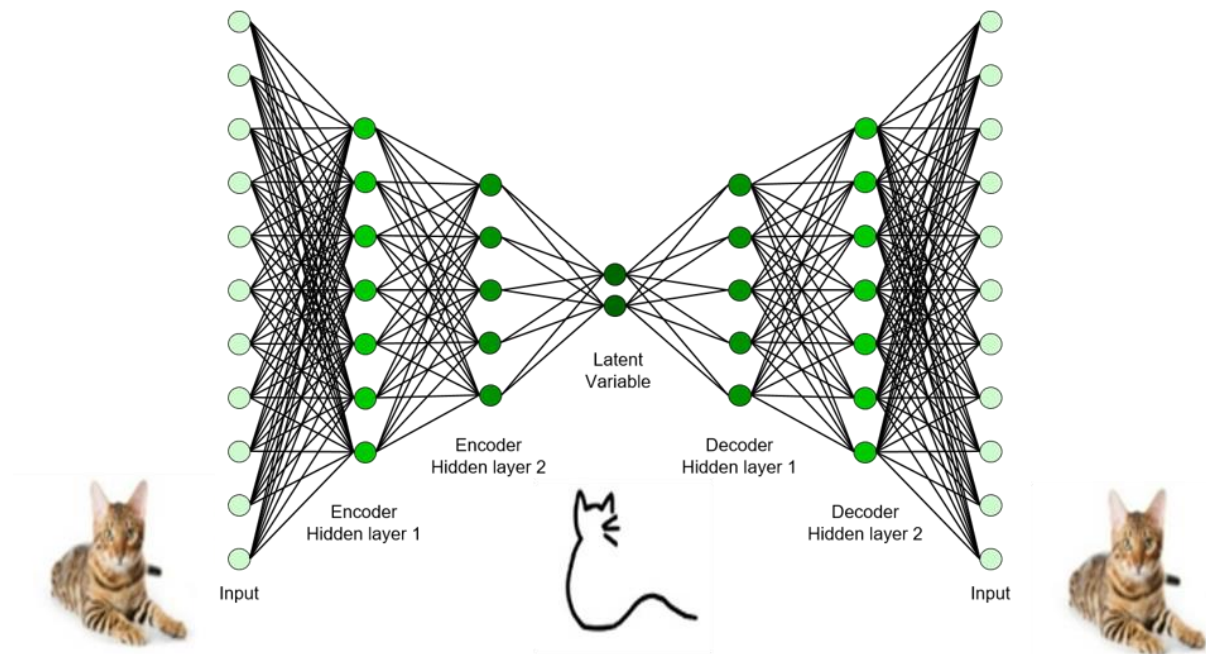 Latent
Variable
Encoder
Hidden layer 2
Decoder
Hidden layer 1
Encoder
Hidden layer 1
Decoder
Hidden layer 2
Input
Input